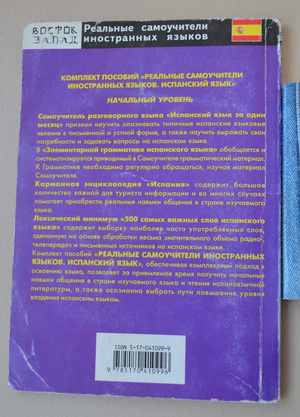 ВОСТОК
ЗАПАД
Реальные самоучители
иностранных языков
КОМПЛЕКТ ПОСОБИЙ «РЕАЛЬНЫЕ САМОУЧИТЕЛИ
ИНОСТРАННЫХ ЯЗЫКОВ. ИСПАНСКИЙ ЯЗЫК»
НАЧАЛЬНЫЙ УРОВЕНЬ
Самоучитель разговорного языка «Испанский язык за один
месяц» призван научить опознавать типичные испанские языковые
явления в письменной и устной форме, а также научить выражать свои
потребности и задавать вопросы на испанском языке.
В «Элементарной грамматике испанского языка» обобщается и
систематизируется приводимый в Самоучителе грамматический материал.
К Грамматике необходимо регулярно обращаться, изучая материал
Самоучителя.
Карманная энциклопедия «Испания» содержит большое
количество важной для туриста информации и во многих случаях
помогает приобрести реальные навыки общения в стране изучаемого
языка.
Лексический минимум «500 самых важных слов испанского
языка» содержит выборку наиболее часто употребляемых слов,
сделанную на основе обработки весьма значительного объема радио-,
телепередач и письменных источников на испанском языке.
Комплект пособий «РЕАЛЬНЫЕ САМОУЧИТЕЛИ ИНОСТРАННЫХ
ЯЗЫКОВ. ИСПАНСКИЙ ЯЗЫК», обеспечивая комплексный подход к
освоению языка, позволяет за приемлемое время получить начальные
навыки общения в стране изучаемого языка и чтения испаноязычной
литературы, а также осознанно выбрать пути повышения уровня
владения испанским языком.
ISBN 5-17-041099-9
9 785170 410996